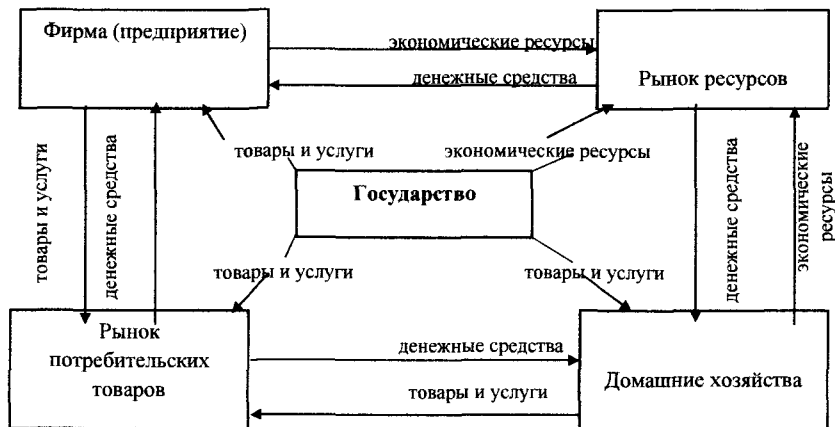 Фирма (предприятие)
экономические ресурсы
денежные средства
Рынок ресурсов
товары и услуги
денежные средства
товары и услуги
экономические ресурсы
денежные средства
экономические
ресурсы
Государство
товары и услуги
товары и услуги
Рынок
потребительских
товаров
денежные средства
товары и услуги
Домашние хозяйства